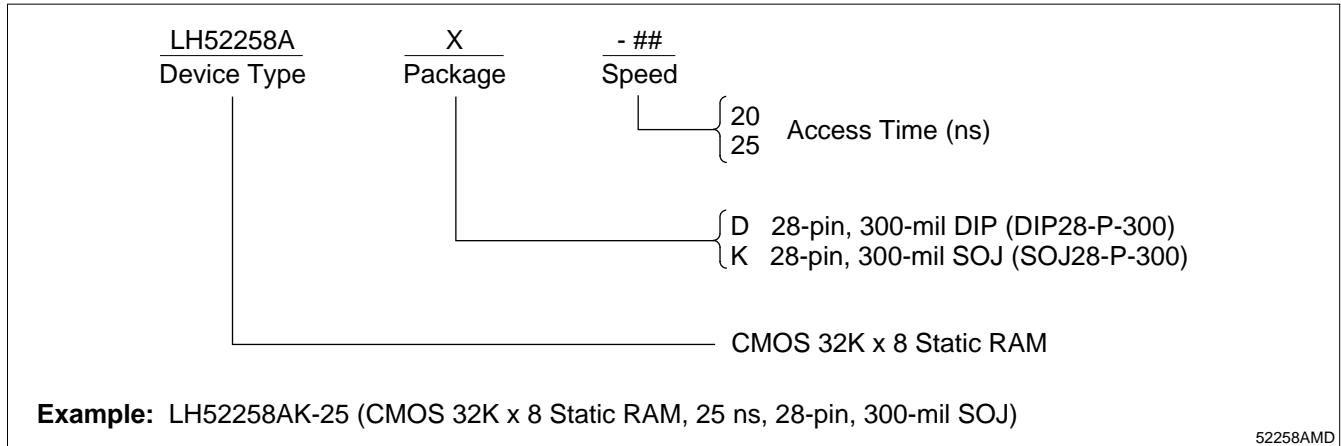 LH52258A X - ##
Device Type Package Speed
20
25
Access Time (ns)
D 28-pin, 300-mil DIP (DIP28-P-300)
K 28-pin, 300-mil SOJ (SOJ28-P-300)
CMOS 32K x 8 Static RAM
Example: LH52258AK-25 (CMOS 32K x 8 Static RAM, 25 ns, 28-pin, 300-mil SOJ)
52258AMD